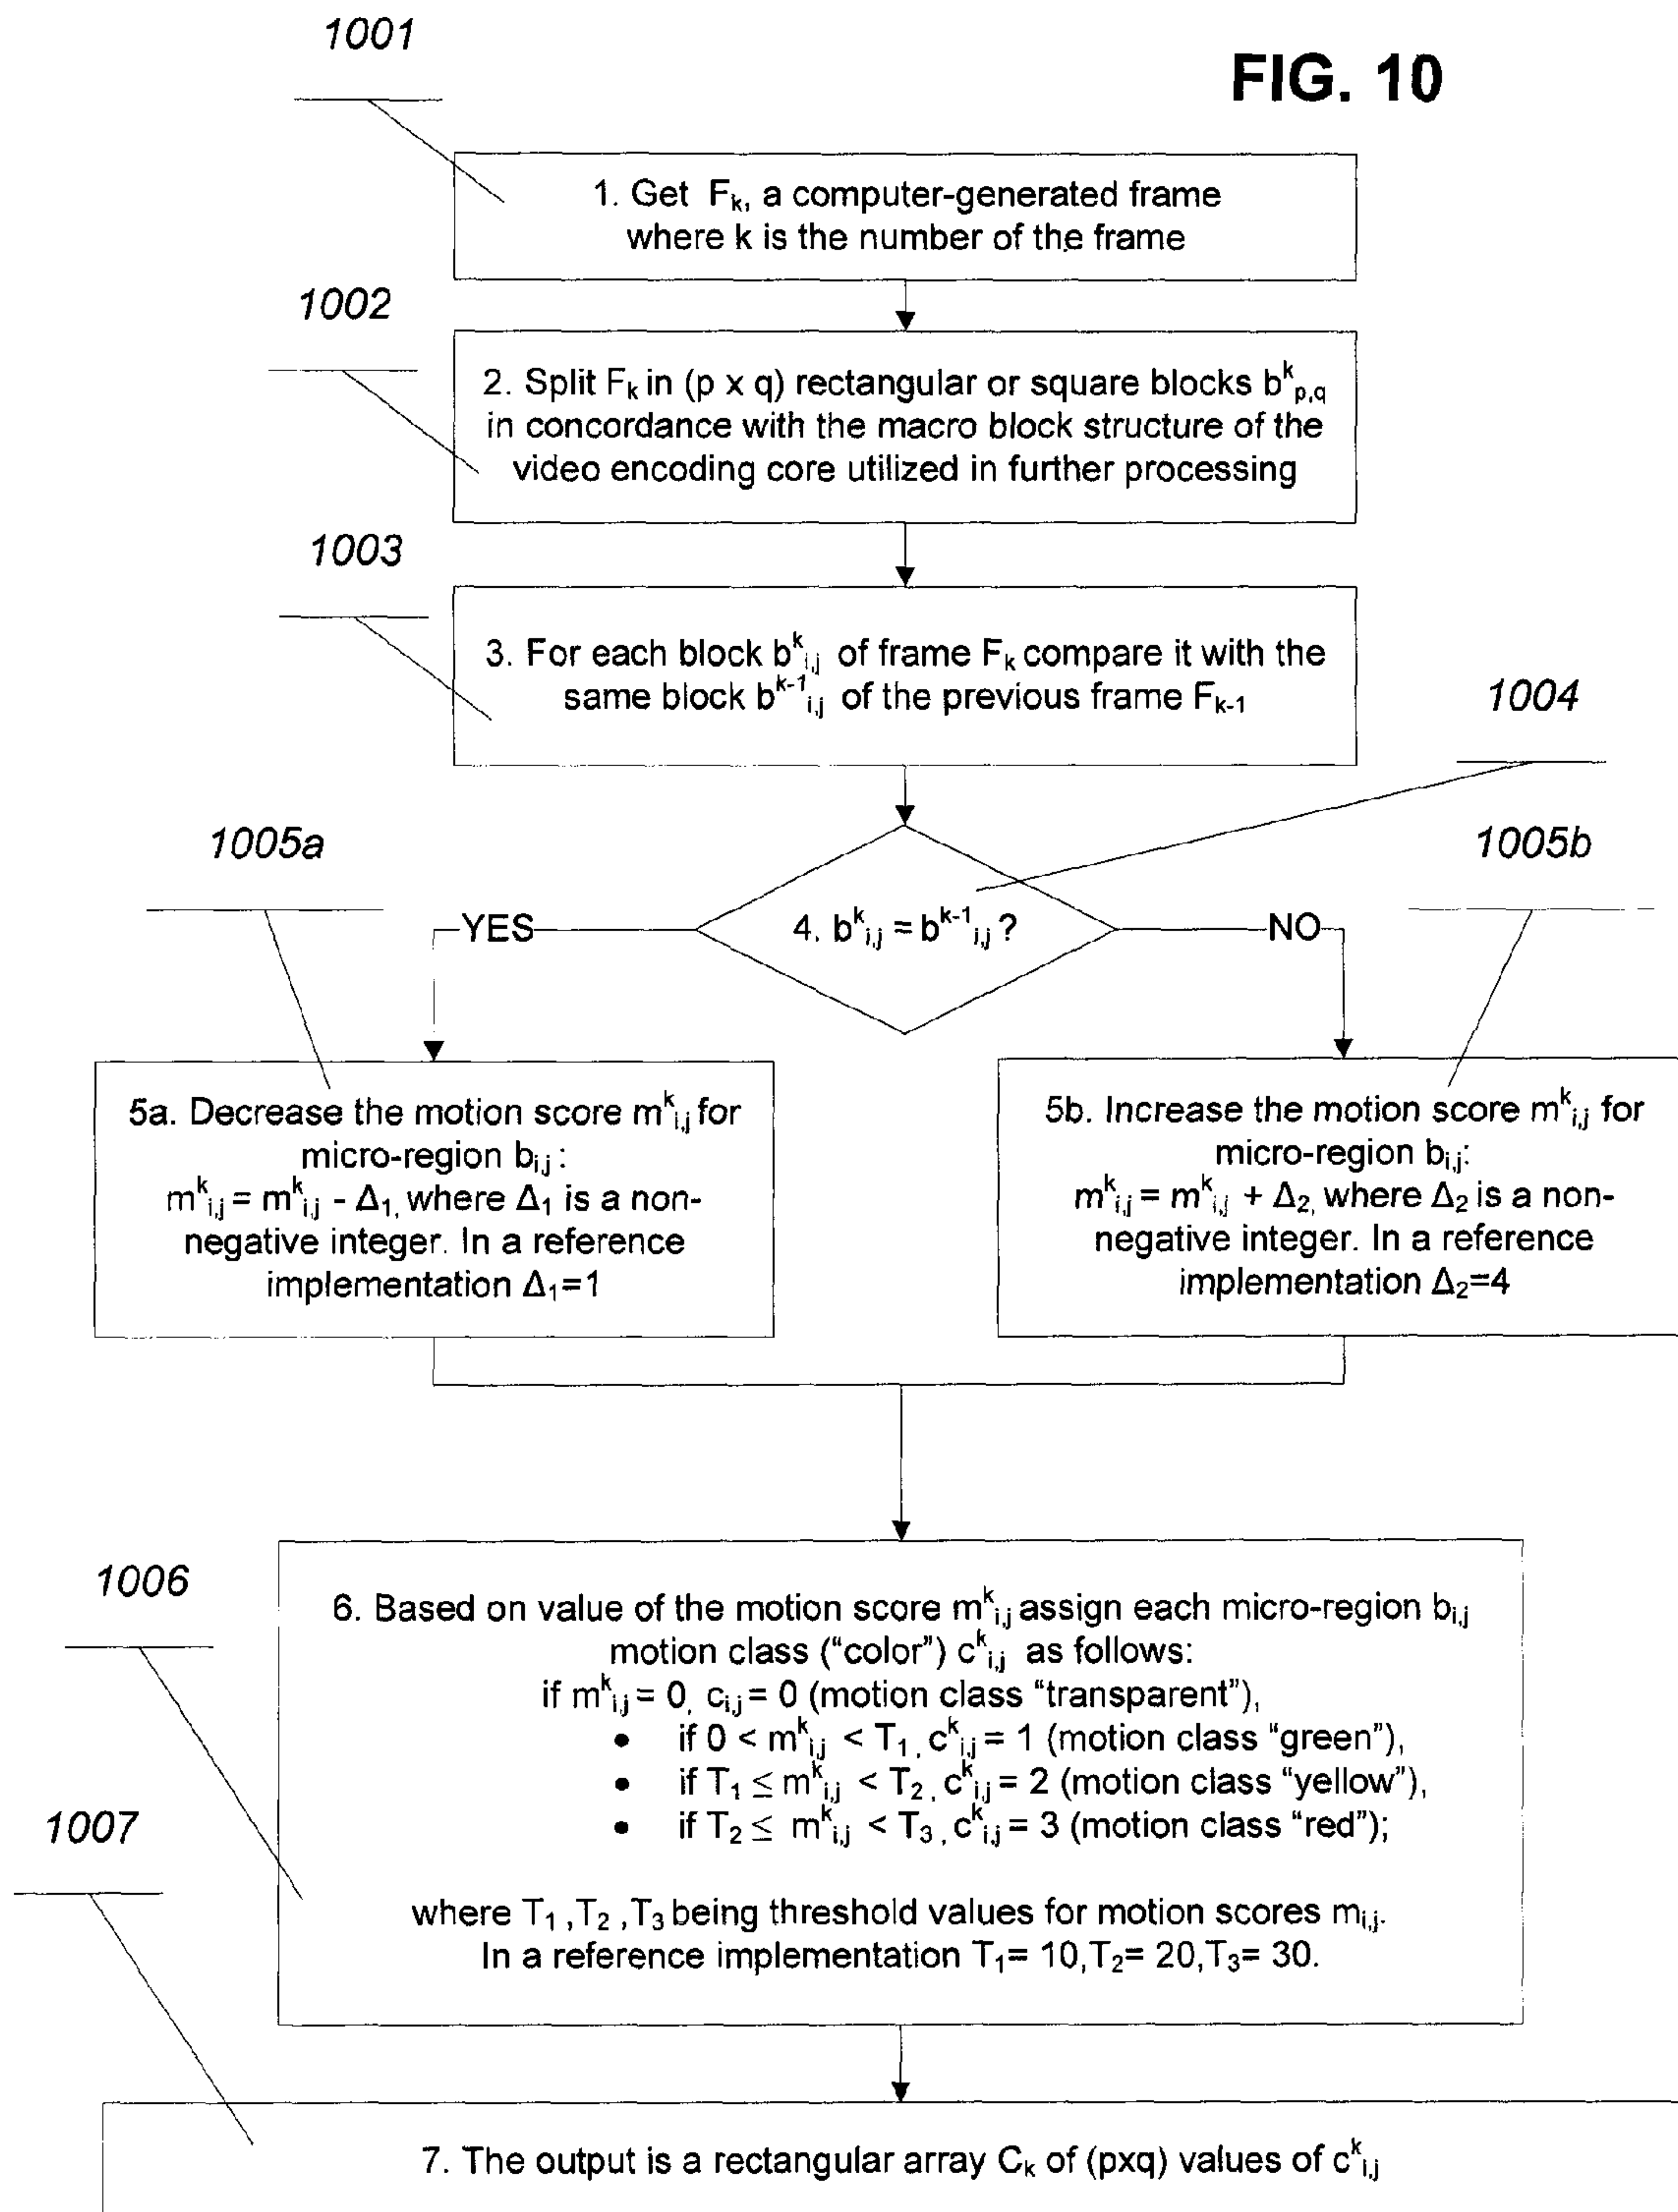 1001
FIG. 10
1. Get F_k, a computer-generated frame
where k is the number of the frame
1002
2. Split F_k in (p x q) rectangular or square blocks b^k_p,q
in concordance with the macro block structure of the
video encoding core utilized in further processing
1003
3. For each block b^k_i,j of frame F_k compare it with the
same block b^k-1_i,j of the previous frame F_k-1
1004
1005a
1005b
YES
4. b^k_i,j = b^k-1_i,j ?
NO
5a. Decrease the motion score m^k_i,j for
micro-region b_i,j :
m^k_i,j = m^k_i,j - Δ_1, where Δ_1 is a non-
negative integer. In a reference
implementation Δ_1=1
5b. Increase the motion score m^k_i,j for
micro-region b_i,j:
m^k_i,j = m^k_i,j + Δ_2, where Δ_2 is a non-
negative integer. In a reference
implementation Δ_2=4
1006
6. Based on value of the motion score m^k_i,j assign each micro-region b_i,j
motion class (“color”) c^k_i,j as follows:
if m^k_i,j = 0, c_i,j = 0 (motion class “transparent”),
• if 0 < m^k_i,j < T_1, c^k_i,j = 1 (motion class “green”),
• if T_1 ≤ m^k_i,j < T_2, c^k_i,j = 2 (motion class “yellow”),
• if T_2 ≤ m^k_i,j < T_3, c^k_i,j = 3 (motion class “red”);
where T_1 ,T_2 ,T_3 being threshold values for motion scores m_i,j.
In a reference implementation T_1= 10,T_2= 20,T_3= 30.
1007
7. The output is a rectangular array C_k of (pxq) values of c^k_i,j